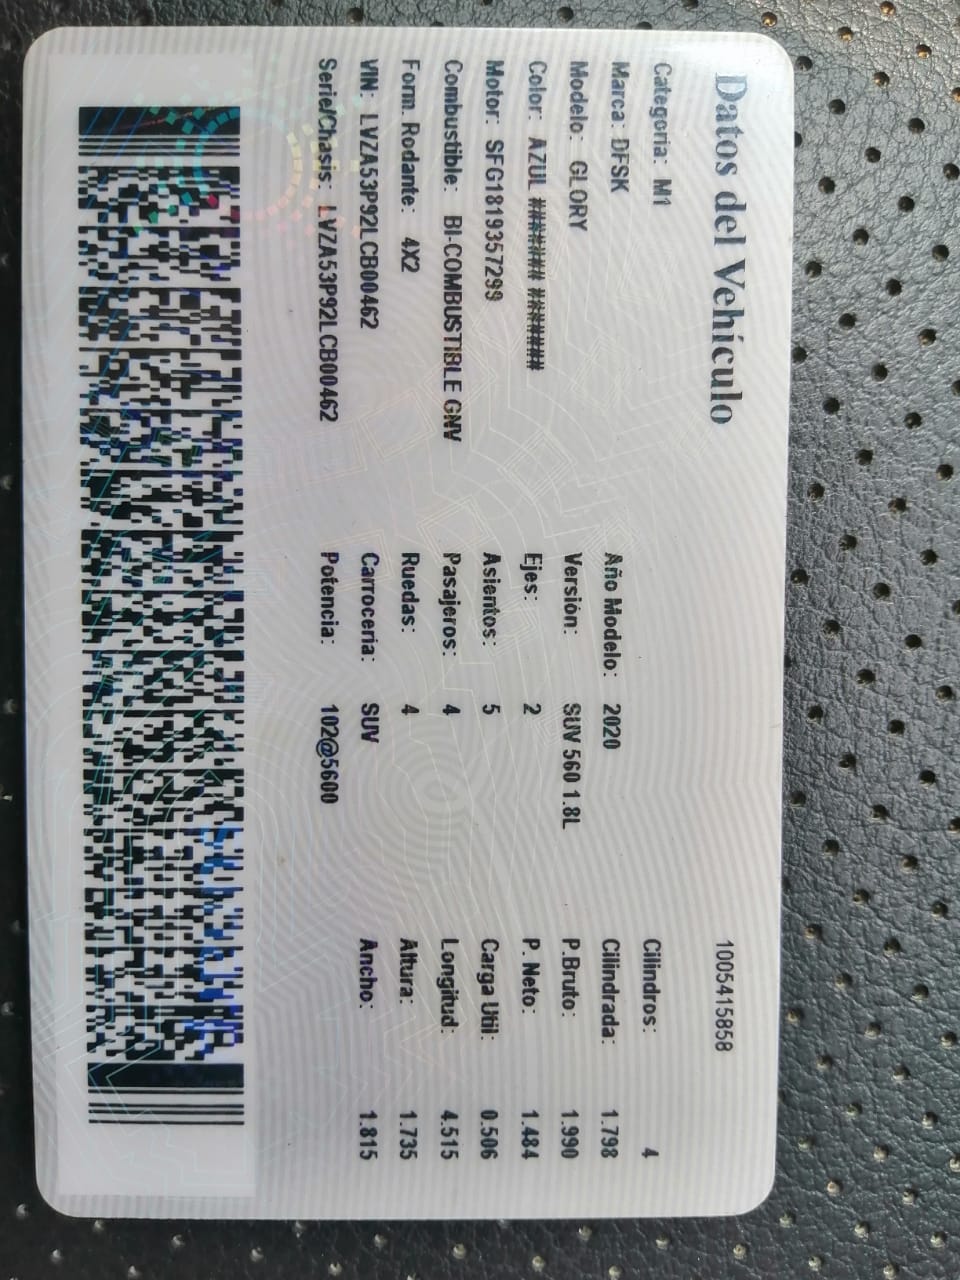 Datos del Vehículo
1005415858
Categoria: M1
Marca: DFSK
Modelo: GLORY
Color: AZUL ###### ######
Motor: SFG1819357299
Combustible: BI-COMBUSTIBLE GNV
Form. Rodante: 4X2
VIN: LVZA53P92LCB00462
Serie/Chasis: LVZA53P92LCB00462
Año Modelo: 2020
Versión: SUV 560 1.8L
Ejes: 2
Asientos: 5
Pasajeros: 4
Ruedas: 4
Carroceria: SUV
Potencia: 102@5600
Cilindros: 4
Cilindrada: 1.798
P.Bruto: 1.990
P. Neto: 1.484
Carga Util: 0.506
Longitud: 4.515
Altura: 1.735
Ancho: 1.815